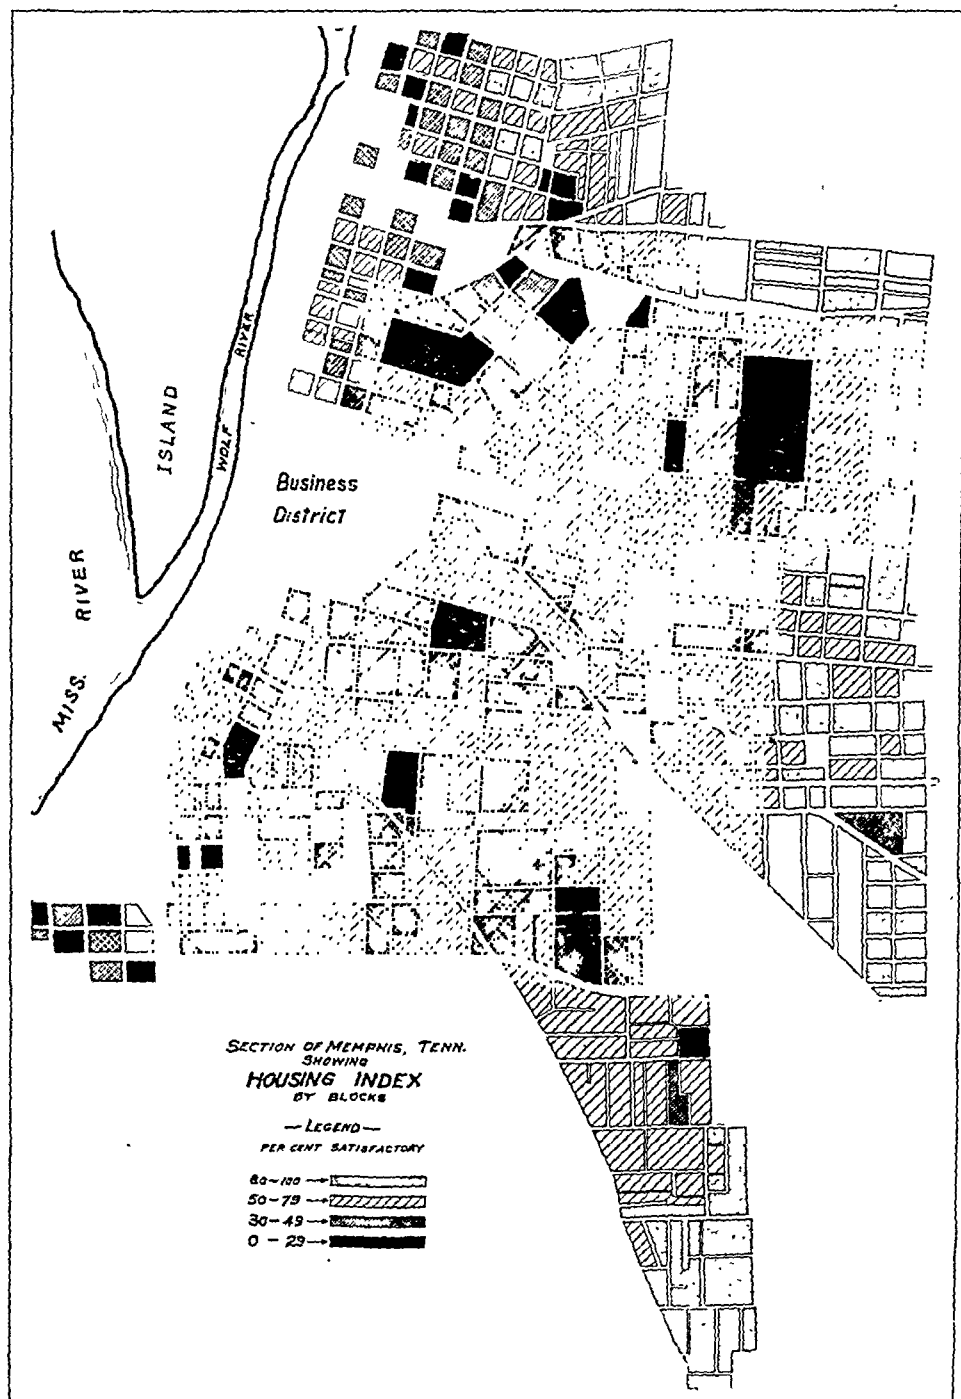 ISLAND
WOLF RIVER
MISS. RIVER
Business
District
SECTION OF MEMPHIS, TENN.
SHOWING
HOUSING INDEX
BY BLOCKS
—LEGEND—
PER CENT SATISFACTORY
80-100→
50-79→
30-49→
0-29→